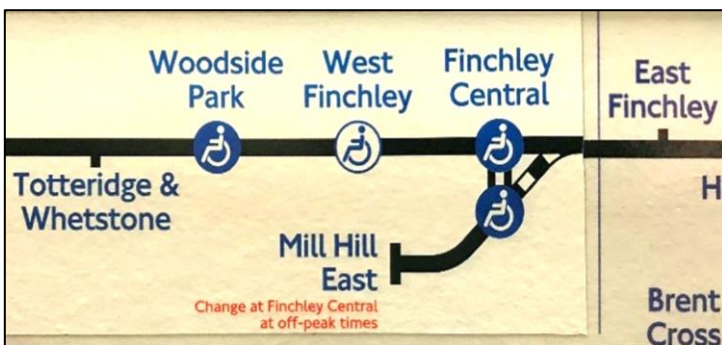 Woodside
Park
West
Finchley
Finchley
Central
East
Finchley
Totteridge &
Whetstone
Mill Hill
East
Change at Finchley Central
at off-peak times
H
Brent
Cross